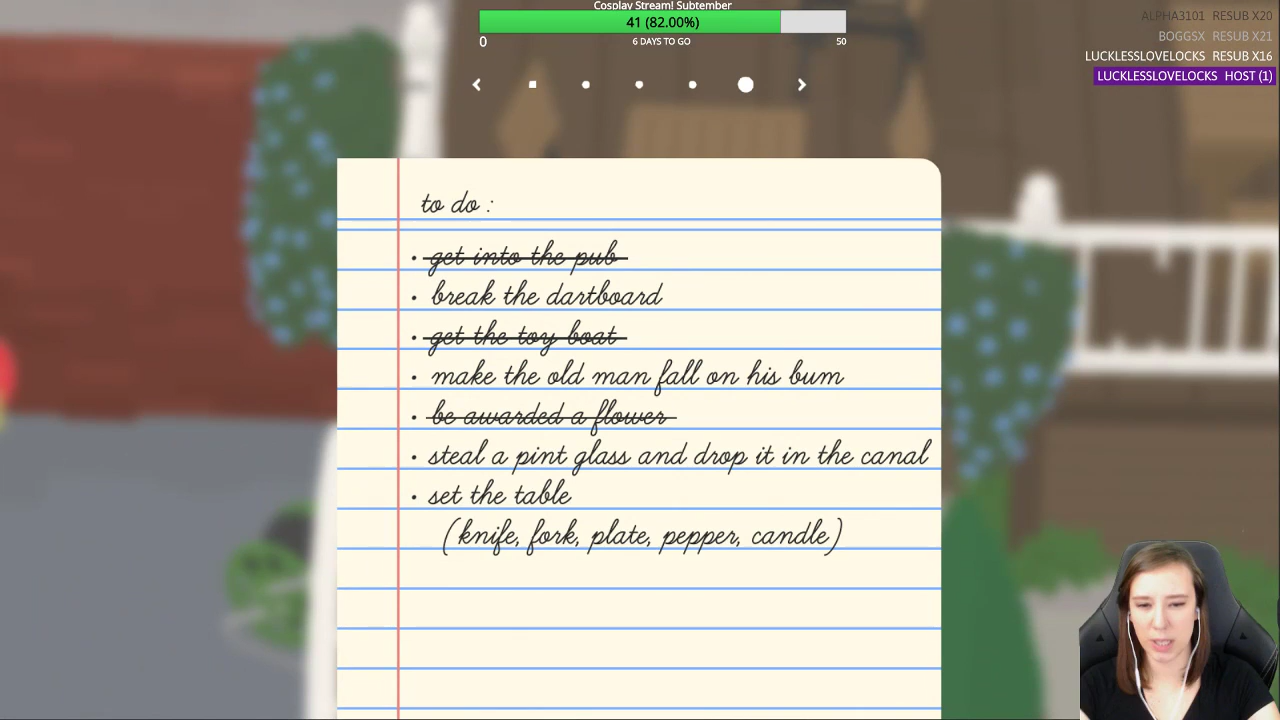 Cosplay Stream! Subtember
41 (82.00%)
0
6 DAYS TO GO
50
ALPHA3101 RESUB X20
BOGGSX RESUB X21
LUCKLESSLOVELOCKS RESUB X16
LUCKLESSLOVELOCKS HOST (1)
to do :
• get into the pub
• break the dartboard
• get the toy boat
• make the old man fall on his bum
• be awarded a flower
• steal a pint glass and drop it in the canal
• set the table
(knife, fork, plate, pepper, candle)